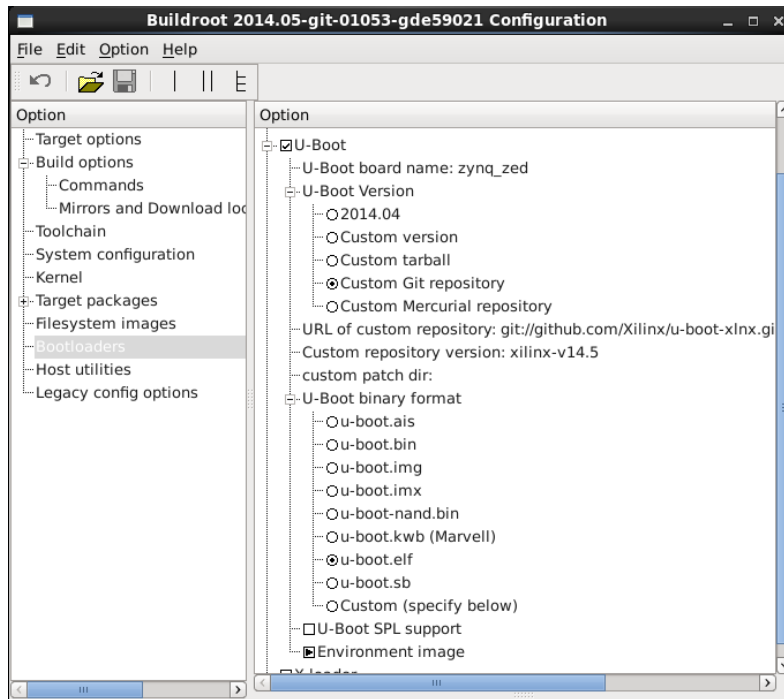 Buildroot 2014.05-git-01053-gde59021 Configuration
File Edit Option Help
Option
Target options
Build options
Commands
Mirrors and Download loc
Toolchain
System configuration
Kernel
Target packages
Filesystem images
Bootloaders
Host utilities
Legacy config options
Option
U-Boot
U-Boot board name: zynq_zed
U-Boot Version
2014.04
Custom version
Custom tarball
Custom Git repository
Custom Mercurial repository
URL of custom repository: git://github.com/Xilinx/u-boot-xlnx.gi
Custom repository version: xilinx-v14.5
custom patch dir:
U-Boot binary format
u-boot.ais
u-boot.bin
u-boot.img
u-boot.imx
u-boot-nand.bin
u-boot.kwb (Marvell)
u-boot.elf
u-boot.sb
Custom (specify below)
U-Boot SPL support
Environment image